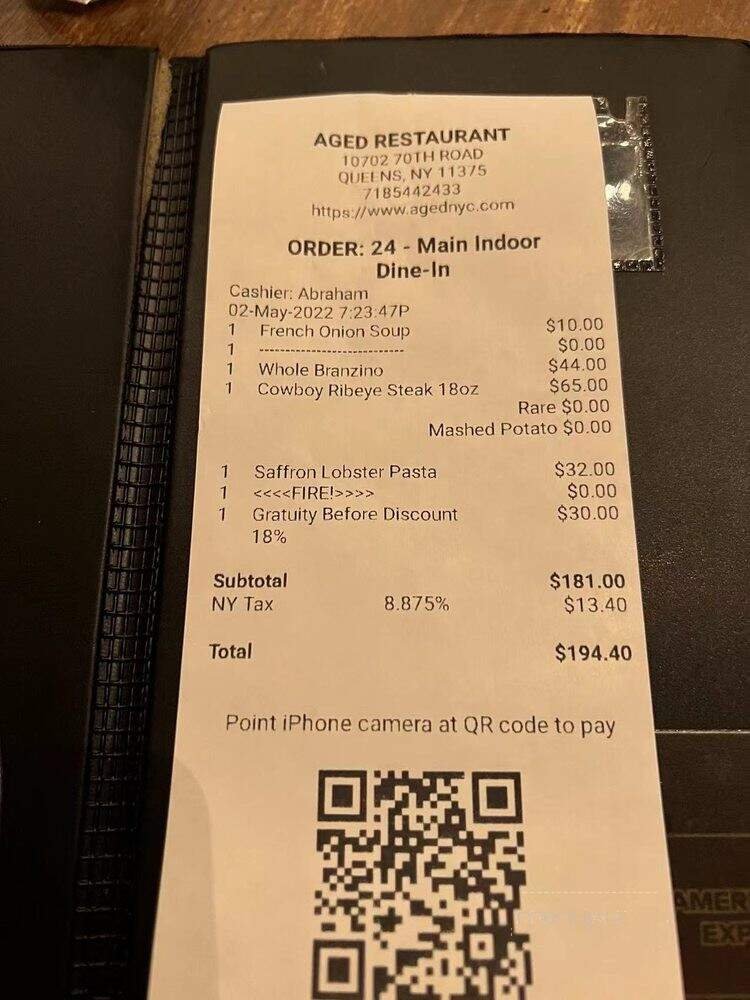 AGED RESTAURANT
10702 70TH ROAD
QUEENS, NY 11375
7185442433
https://www.agednyc.com
ORDER: 24 - Main Indoor
Dine-In
Cashier: Abraham
02-May-2022 7:23:47P
1 French Onion Soup $10.00
1 ---------------------------- $0.00
1 Whole Branzino $44.00
1 Cowboy Ribeye Steak 18oz $65.00
Rare $0.00
Mashed Potato $0.00
1 Saffron Lobster Pasta $32.00
1 <<<<FIRE!>>>> $0.00
1 Gratuity Before Discount $30.00
18%
Subtotal $181.00
NY Tax 8.875% $13.40
Total $194.40
Point iPhone camera at QR code to pay
AMER
EXP